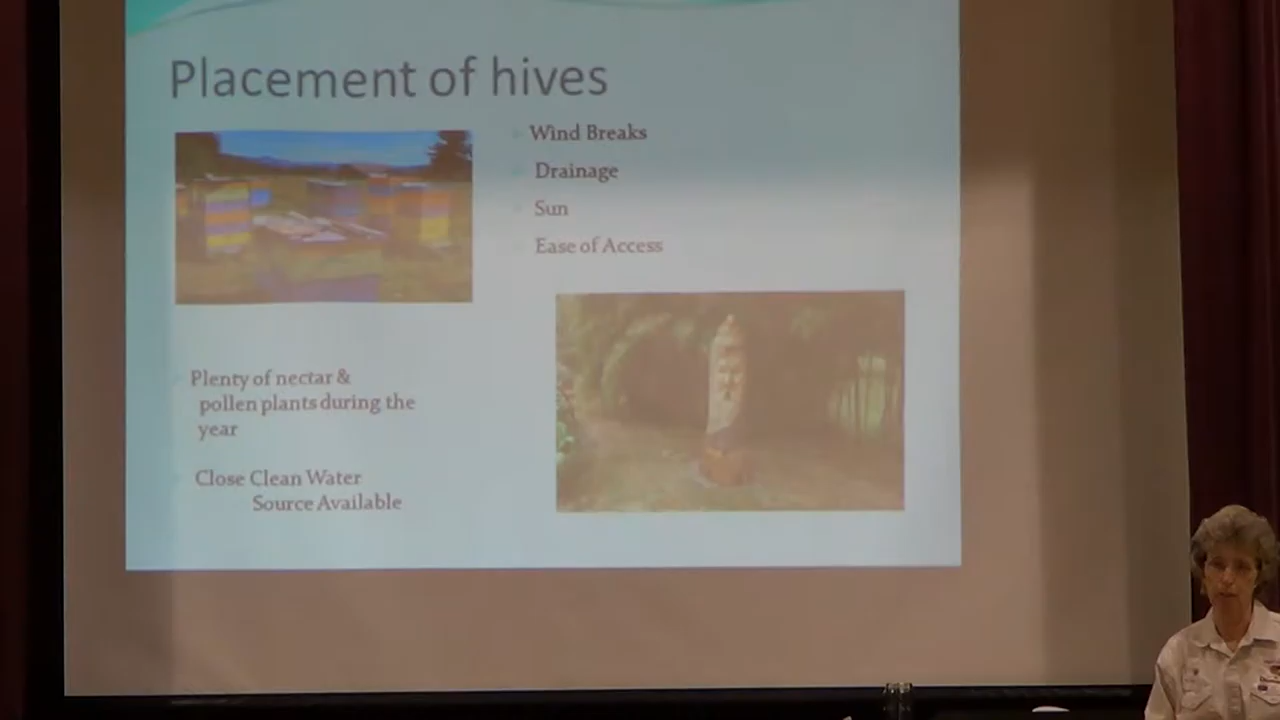 Placement of hives
Wind Breaks
Drainage
Sun
Ease of Access
Plenty of nectar &
pollen plants during the
year
Close Clean Water
Source Available